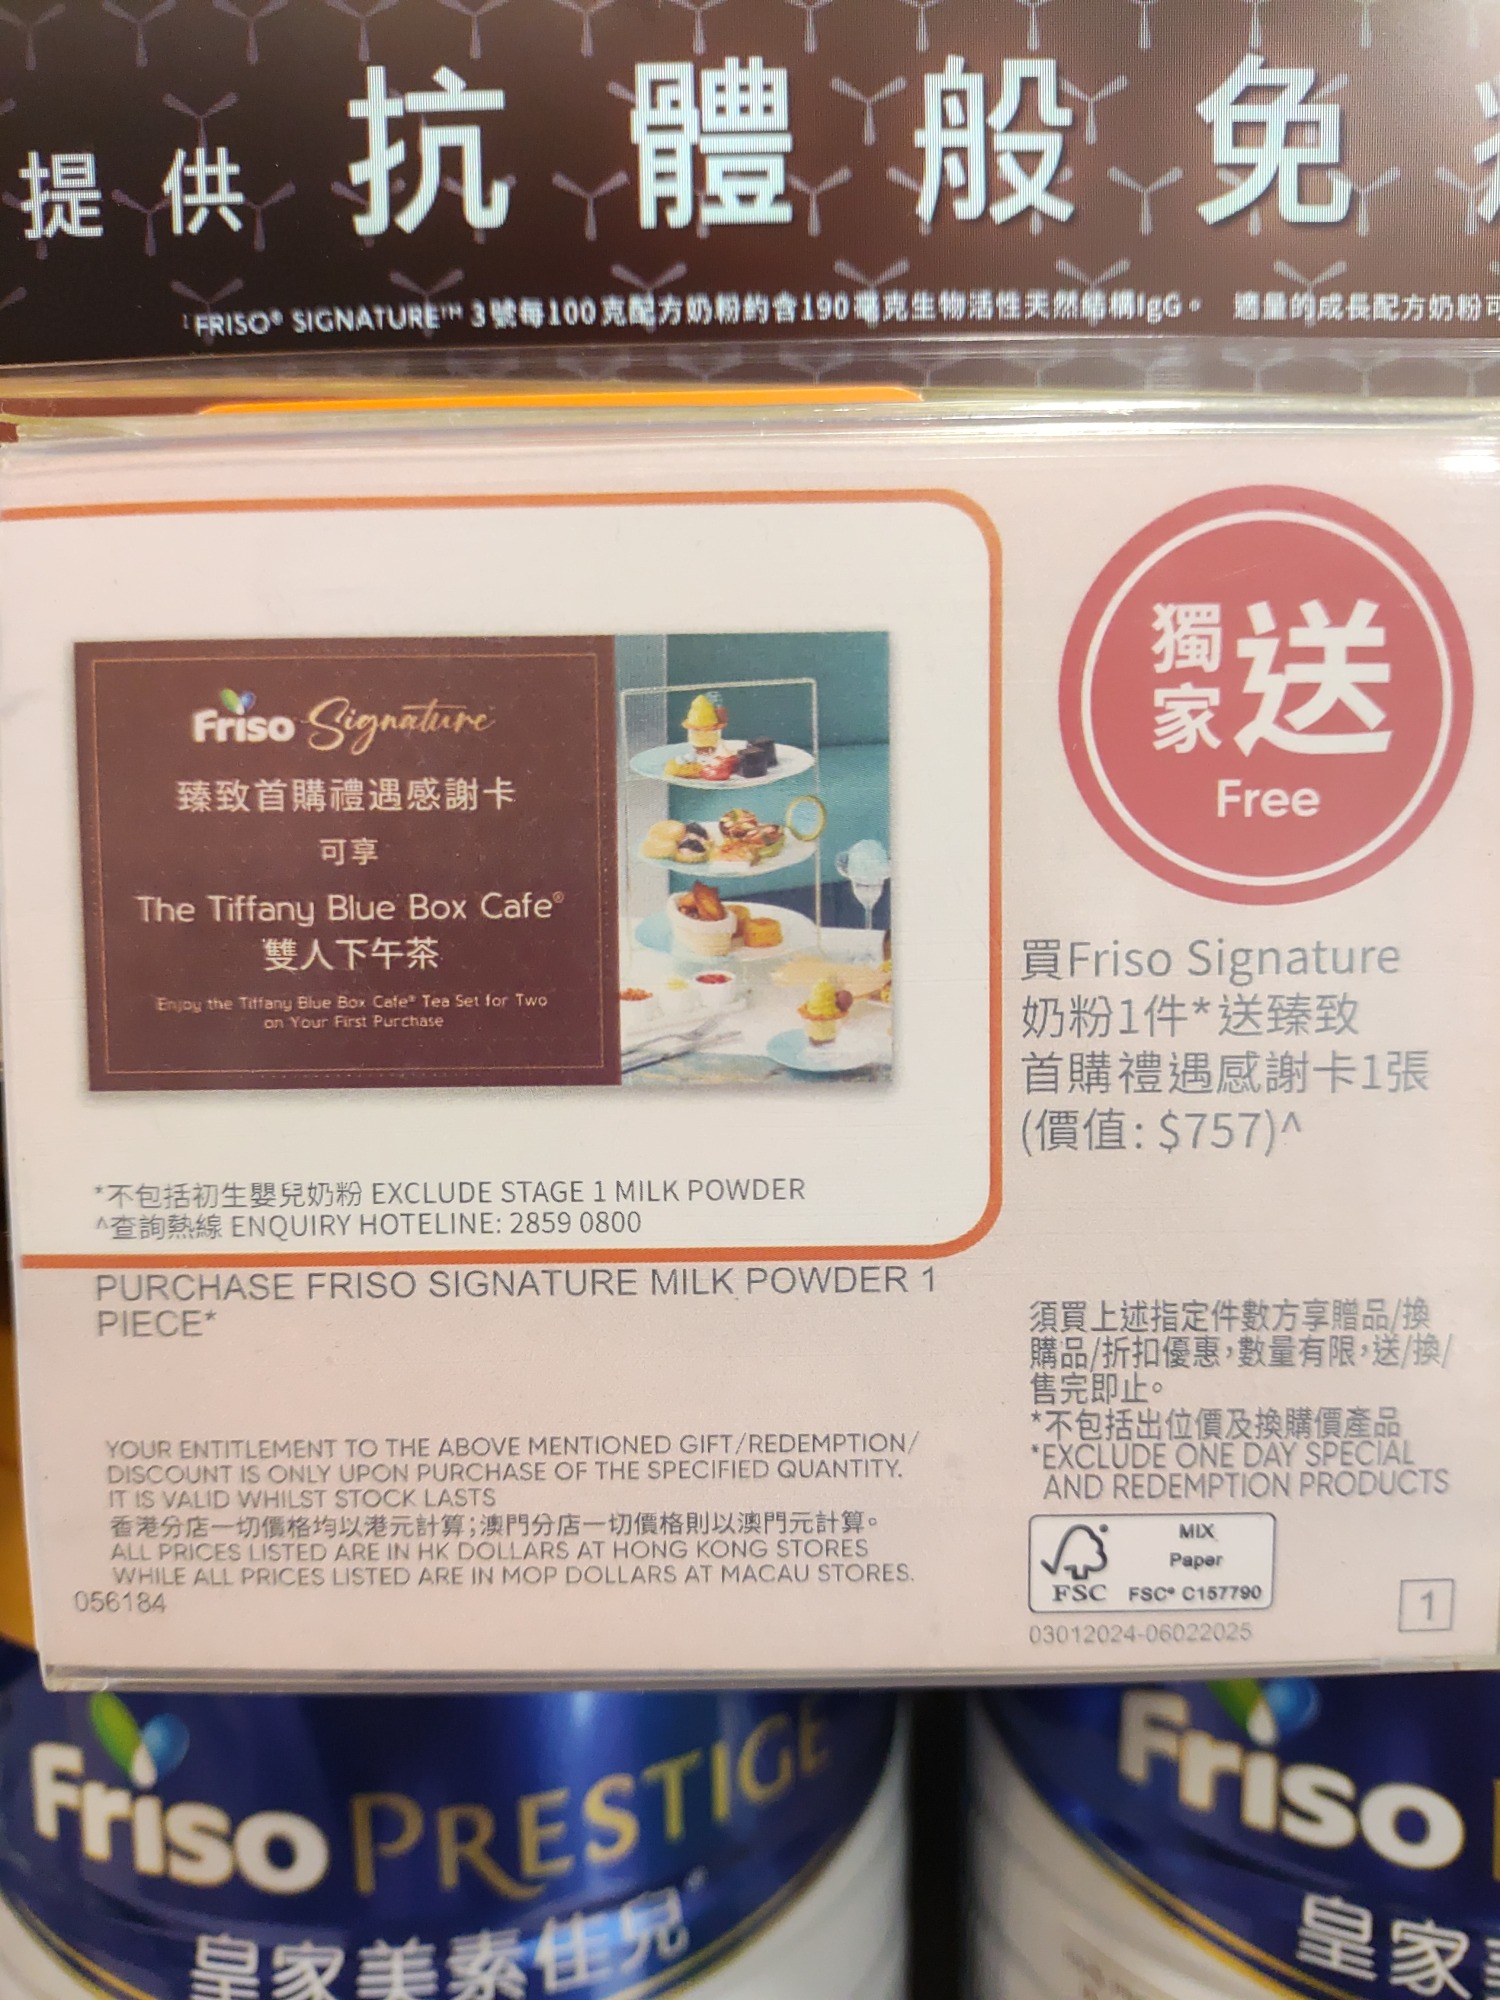 提供 抗體般免
FRISO® SIGNATURE™ 3號每100克配方奶粉約含190毫克生物活性天然結構IgG。 適量的成長配方奶粉可
獨家送
Free
Friso Signature
臻致首購禮遇感謝卡
可享
The Tiffany Blue Box Cafe®
雙人下午茶
Enjoy the Tiffany Blue Box Cafe® Tea Set for Two
on Your First Purchase
買Friso Signature
奶粉1件*送臻致
首購禮遇感謝卡1張
(價值: $757)^
*不包括初生嬰兒奶粉 EXCLUDE STAGE 1 MILK POWDER
^查詢熱線 ENQUIRY HOTELINE: 2859 0800
PURCHASE FRISO SIGNATURE MILK POWDER 1
PIECE*
須買上述指定件數方享贈品/換
購品/折扣優惠,數量有限,送/換/
售完即止。
*不包括出位價及換購價產品
*EXCLUDE ONE DAY SPECIAL
AND REDEMPTION PRODUCTS
YOUR ENTITLEMENT TO THE ABOVE MENTIONED GIFT/REDEMPTION/
DISCOUNT IS ONLY UPON PURCHASE OF THE SPECIFIED QUANTITY.
IT IS VALID WHILST STOCK LASTS
香港分店一切價格均以港元計算;澳門分店一切價格則以澳門元計算。
ALL PRICES LISTED ARE IN HK DOLLARS AT HONG KONG STORES
WHILE ALL PRICES LISTED ARE IN MOP DOLLARS AT MACAU STORES.
056184
MIX
Paper
FSC FSC® C157790
03012024-06022025
1
Friso PRESTIGE
皇家美素佳兒
Friso
皇家